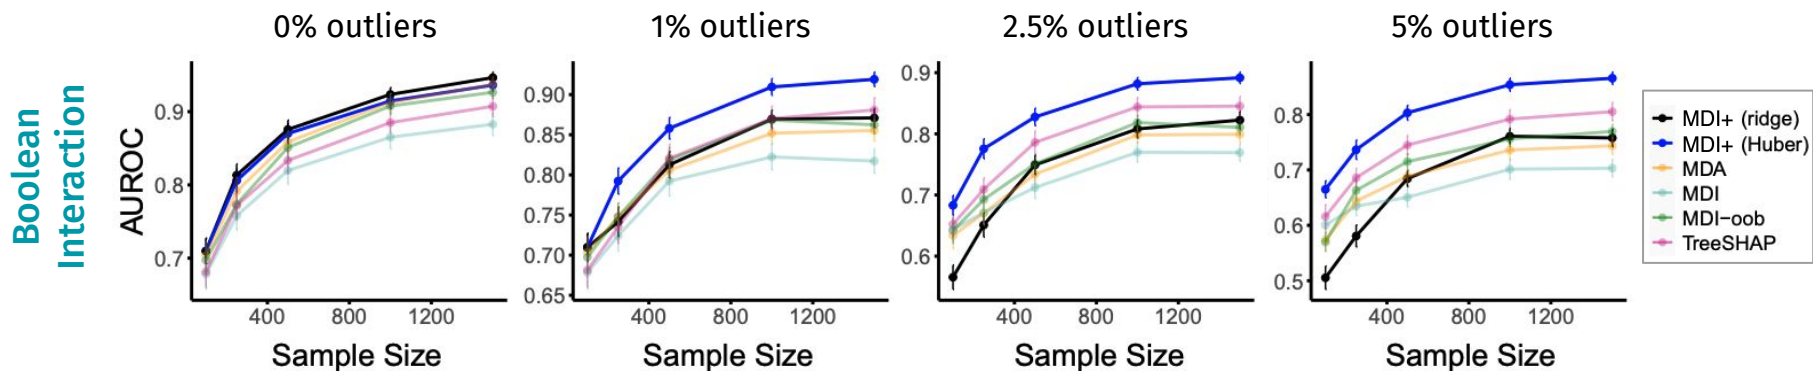 0% outliers
1% outliers
2.5% outliers
5% outliers
Boolean
Interaction
AUROC
0.9
0.8
0.7
400
800
1200
Sample Size
0.90
0.85
0.80
0.75
0.70
0.65
400
800
1200
Sample Size
0.9
0.8
0.7
0.6
400
800
1200
Sample Size
0.8
0.7
0.6
0.5
400
800
1200
Sample Size
MDI+ (ridge)
MDI+ (Huber)
MDA
MDI
MDI-oob
TreeSHAP